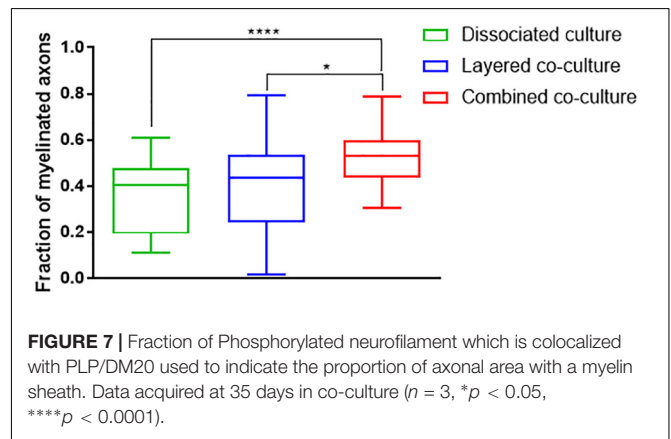 ****
*
1.0
0.8
0.6
0.4
0.2
0.0
Fraction of myelinated axons
Dissociated culture
Layered co-culture
Combined co-culture
FIGURE 7 | Fraction of Phosphorylated neurofilament which is colocalized
with PLP/DM20 used to indicate the proportion of axonal area with a myelin
sheath. Data acquired at 35 days in co-culture (n = 3, *p < 0.05,
****p < 0.0001).